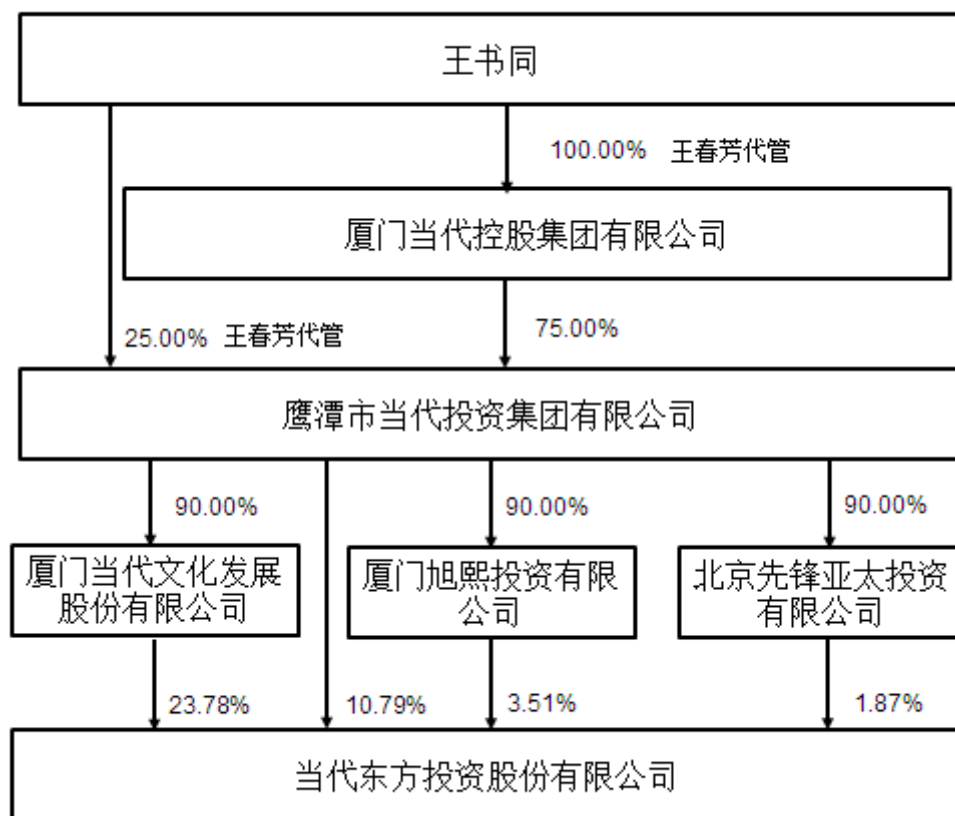 王书同
100.00% 王春芳代管
厦门当代控股集团有限公司
25.00% 王春芳代管
75.00%
鹰潭市当代投资集团有限公司
90.00%
90.00%
90.00%
厦门当代文化发展
股份有限公司
厦门旭熙投资有限
公司
北京先锋亚太投资
有限公司
23.78%
10.79%
3.51%
1.87%
当代东方投资股份有限公司